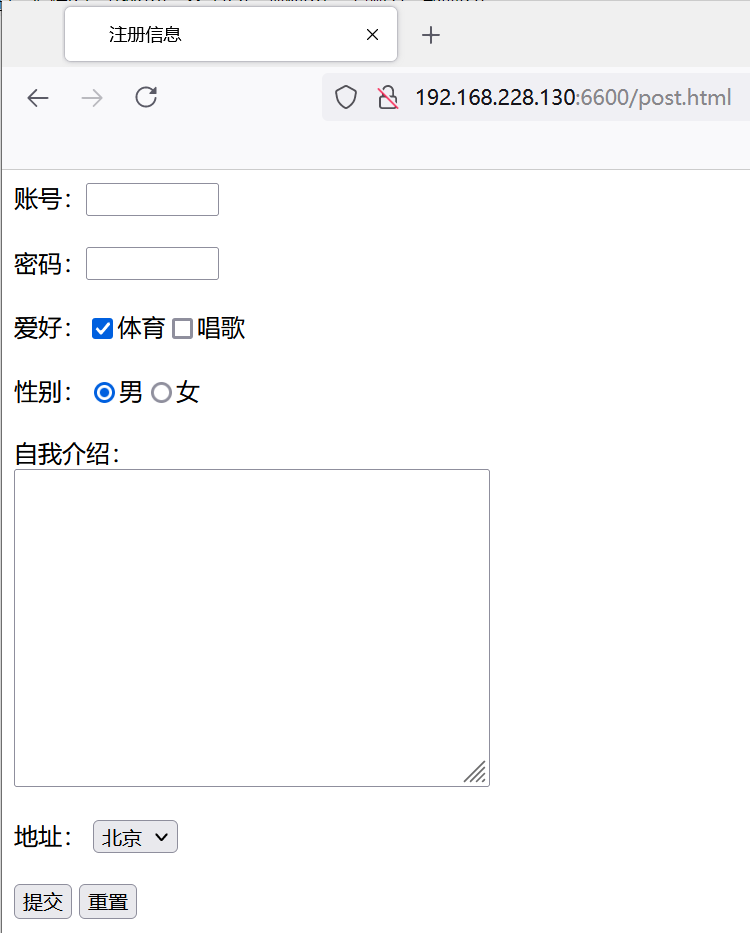 注册信息
192.168.228.130:6600/post.html
账号：
密码：
爱好： 体育 唱歌
性别： 男 女
自我介绍：
地址： 北京
提交 重置